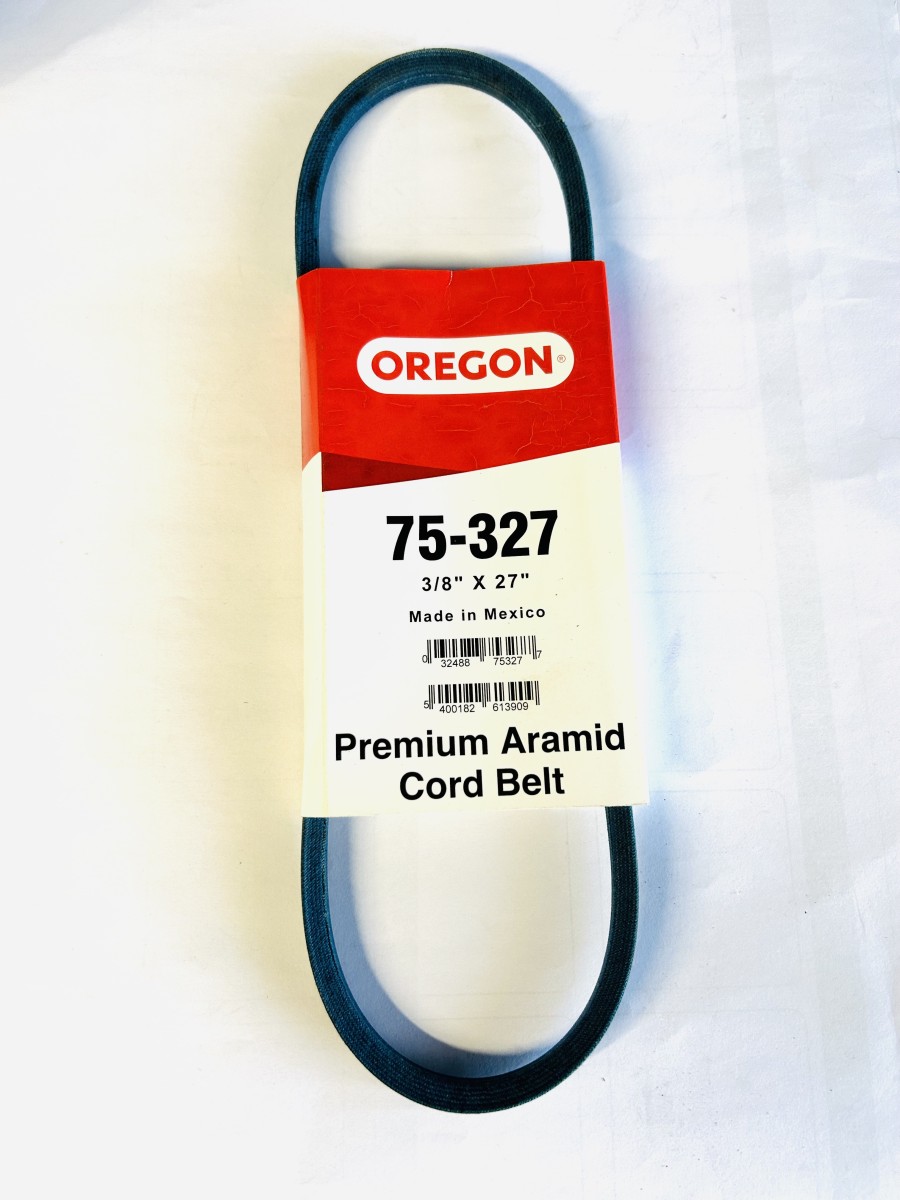 OREGON®
75-327
3/8" X 27"
Made in Mexico
0 32488 75327 7
5 400182 613909
Premium Aramid
Cord Belt